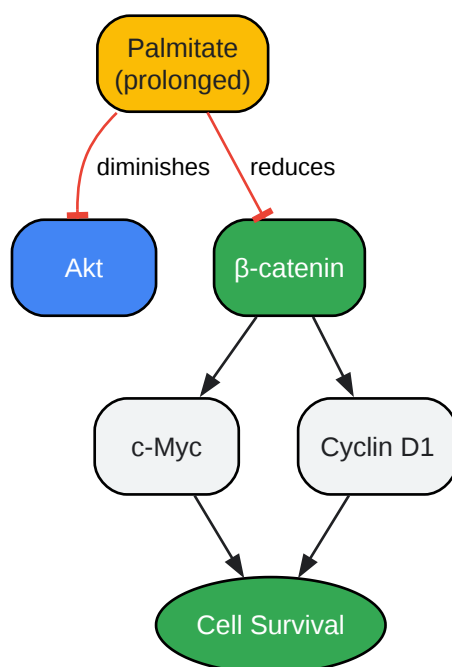 Palmitate
(prolonged)
diminishes
reduces
Akt
β-catenin
c-Myc
Cyclin D1
Cell Survival